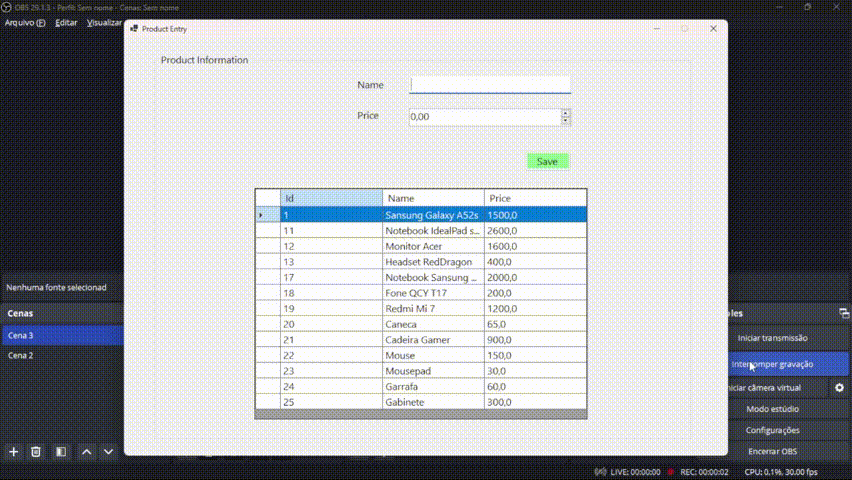 OBS 29.1.3 - Perfil: Sem nome - Cenas: Sem nome
Arquivo (F) Editar Visualizar
Product Entry
Product Information
Name
Price 0,00
Save
Id Name Price
1 Sansung Galaxy A52s 1500,0
11 Notebook IdealPad s... 2600,0
12 Monitor Acer 1600,0
13 Headset RedDragon 400,0
17 Notebook Sansung ... 2000,0
18 Fone QCY T17 200,0
19 Redmi Mi 7 1200,0
20 Caneca 65,0
21 Cadeira Gamer 900,0
22 Mouse 150,0
23 Mousepad 30,0
24 Garrafa 60,0
25 Gabinete 300,0
Nenhuma fonte selecionad
Cenas
Cena 3
Cena 2
oles
Iniciar transmissão
Interromper gravação
niciar câmera virtual
Modo estúdio
Configurações
Encerrar OBS
LIVE: 00:00:00 REC: 00:00:02 CPU: 0.1%, 30.00 fps